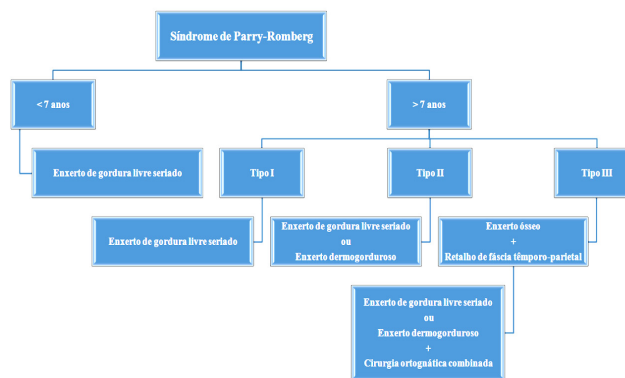 Síndrome de Parry-Romberg
< 7 anos
> 7 anos
Enxerto de gordura livre seriado
Tipo I
Tipo II
Tipo III
Enxerto de gordura livre seriado
Enxerto de gordura livre seriado
ou
Enxerto dermogorduroso
Enxerto ósseo
+
Retalho de fáscia têmporo-parietal
Enxerto de gordura livre seriado
ou
Enxerto dermogorduroso
+
Cirurgia ortognática combinada